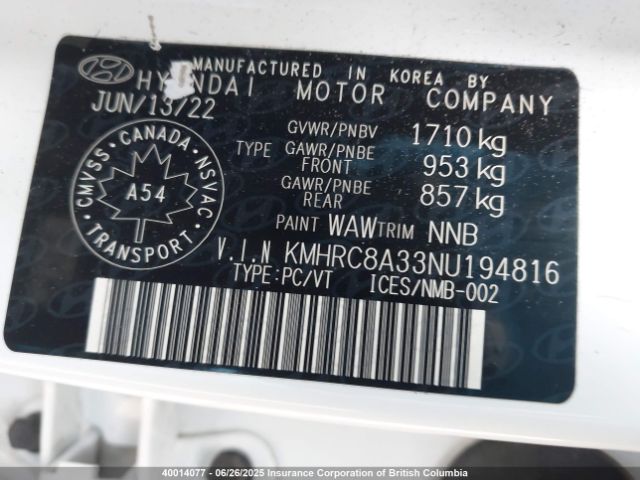 MANUFACTURED IN KOREA BY
HYUNDAI MOTOR COMPANY
JUN/13/22
GVWR/PNBV 1710 kg
TYPE GAWR/PNBE FRONT 953 kg
GAWR/PNBE REAR 857 kg
CANADA
CMVSS NSVAC
A54
TRANSPORT
PAINT WAW TRIM NNB
V.I.N KMHRC8A33NU194816
TYPE:PC/VT ICES/NMB-002
40014077 - 06/26/2025 Insurance Corporation of British Columbia